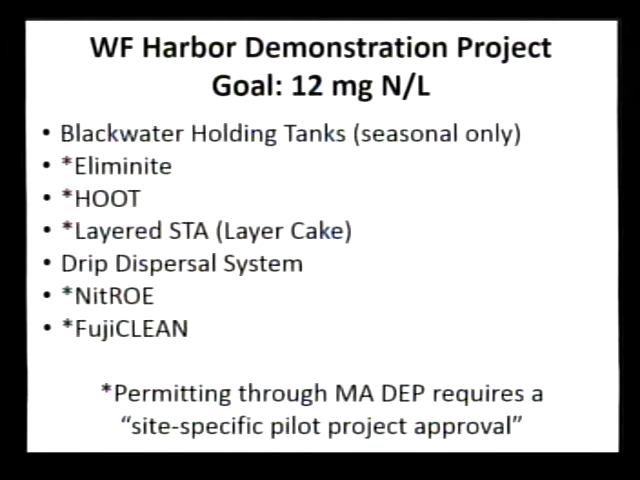 WF Harbor Demonstration Project
Goal: 12 mg N/L
• Blackwater Holding Tanks (seasonal only)
• *Eliminite
• *HOOT
• *Layered STA (Layer Cake)
• Drip Dispersal System
• *NitROE
• *FujiCLEAN
*Permitting through MA DEP requires a
“site-specific pilot project approval”